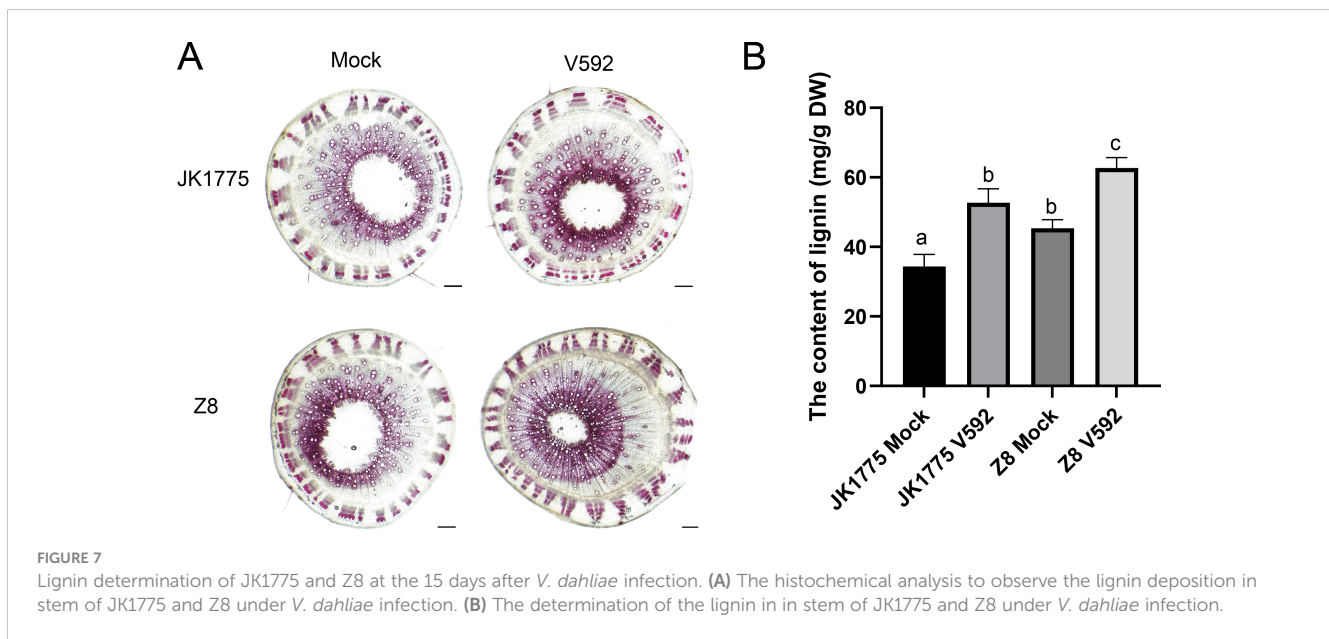 A
Mock
V592
JK1775
Z8
B
The content of lignin (mg/g DW)
80
60
40
20
0
a
b
b
c
JK1775 Mock
JK1775 V592
Z8 Mock
Z8 V592
FIGURE 7
Lignin determination of JK1775 and Z8 at the 15 days after V. dahliae infection. (A) The histochemical analysis to observe the lignin deposition in
stem of JK1775 and Z8 under V. dahliae infection. (B) The determination of the lignin in in stem of JK1775 and Z8 under V. dahliae infection.